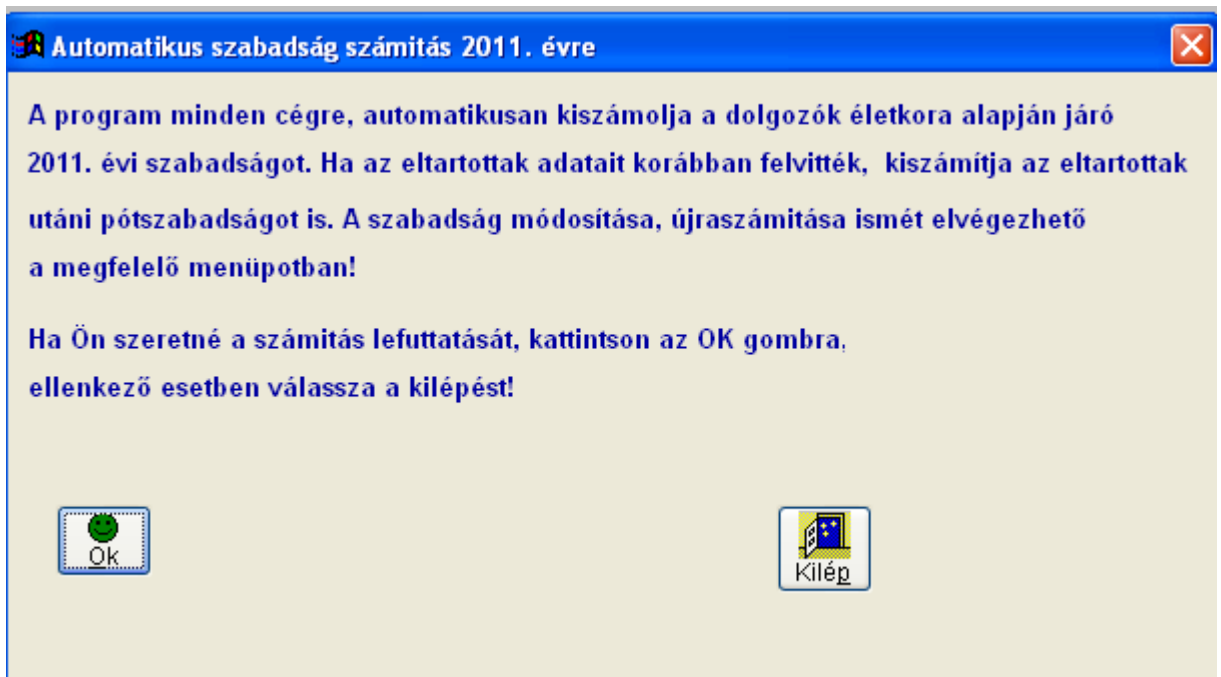 Automatikus szabadság számitás 2011. évre
A program minden cégre, automatikusan kiszámolja a dolgozók életkora alapján járó
2011. évi szabadságot. Ha az eltartottak adatait korábban felvitték, kiszámítja az eltartottak
utáni pótszabadságot is. A szabadság módosítása, újraszámitása ismét elvégezhető
a megfelelő menüpotban!
Ha Ön szeretné a számitás lefuttatását, kattintson az OK gombra,
ellenkező esetben válassza a kilépést!
Ok
Kilép